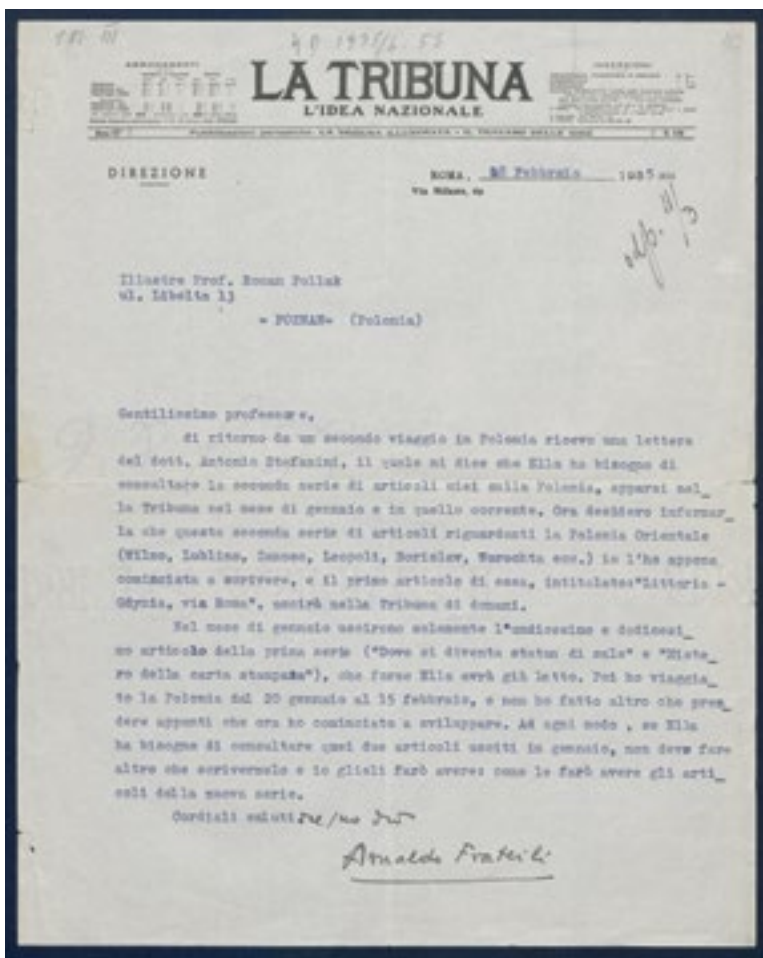 LA TRIBUNA
L'IDEA NAZIONALE
DIREZIONE
ROMA, Febbraio 1935
Via Milano,
odp.
Illustre Prof. Roman Pollak
ul. Libelta 13
= POZNAN= (Polonia)
Gentilissimo professore,
di ritorno da un secondo viaggio in Polonia ricevo una lettera
del dott. Antonio Stefanini, il quale mi dice che Ella ha bisogno di
consultare la seconda serie di articoli miei sulla Polonia, apparsi nel_
la Tribuna nel mese di gennaio e in quello corrente. Ora desidero informar_
la che questa seconda serie di articoli riguardanti la Polonia Orientale
(Wilno, Lublino, Zamosc, Leopoli, Borislaw, Worochta ecc.) io l'ho appena
cominciata a scrivere, e il primo articolo di essa, intitolato:"Littoria -
Gdynia, via Roma", uscirà nella Tribuna di domani.
Nel mese di gennaio uscirono solamente l'undicesimo e dodicesi_
mo articolo della prima serie ("Dove si diventa statue di sale" e "Miste_
ro della carta stampata"), che forse Ella avrà già letto. Poi ho viaggia_
to la Polonia dal 20 gennaio al 15 febbraio, e non ho fatto altro che pren_
dere appunti che ora ho cominciato a sviluppare. Ad ogni modo , se Ella
ha bisogno di consultare quei due articoli usciti in gennaio, non deve fare
altro che scrivermelo e io glieli farò avere: come le farò avere gli arti_
coli della nuova serie.
Cordiali saluti
Arnaldo Frateili